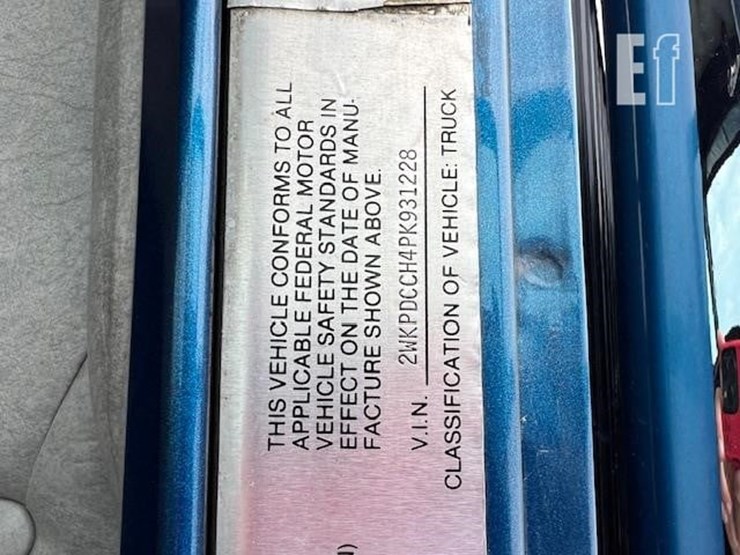 THIS VEHICLE CONFORMS TO ALL
APPLICABLE FEDERAL MOTOR
VEHICLE SAFETY STANDARDS IN
EFFECT ON THE DATE OF MANU-
FACTURE SHOWN ABOVE.
V.I.N. 2WKPDCCH4PK931228
CLASSIFICATION OF VEHICLE: TRUCK
Ef